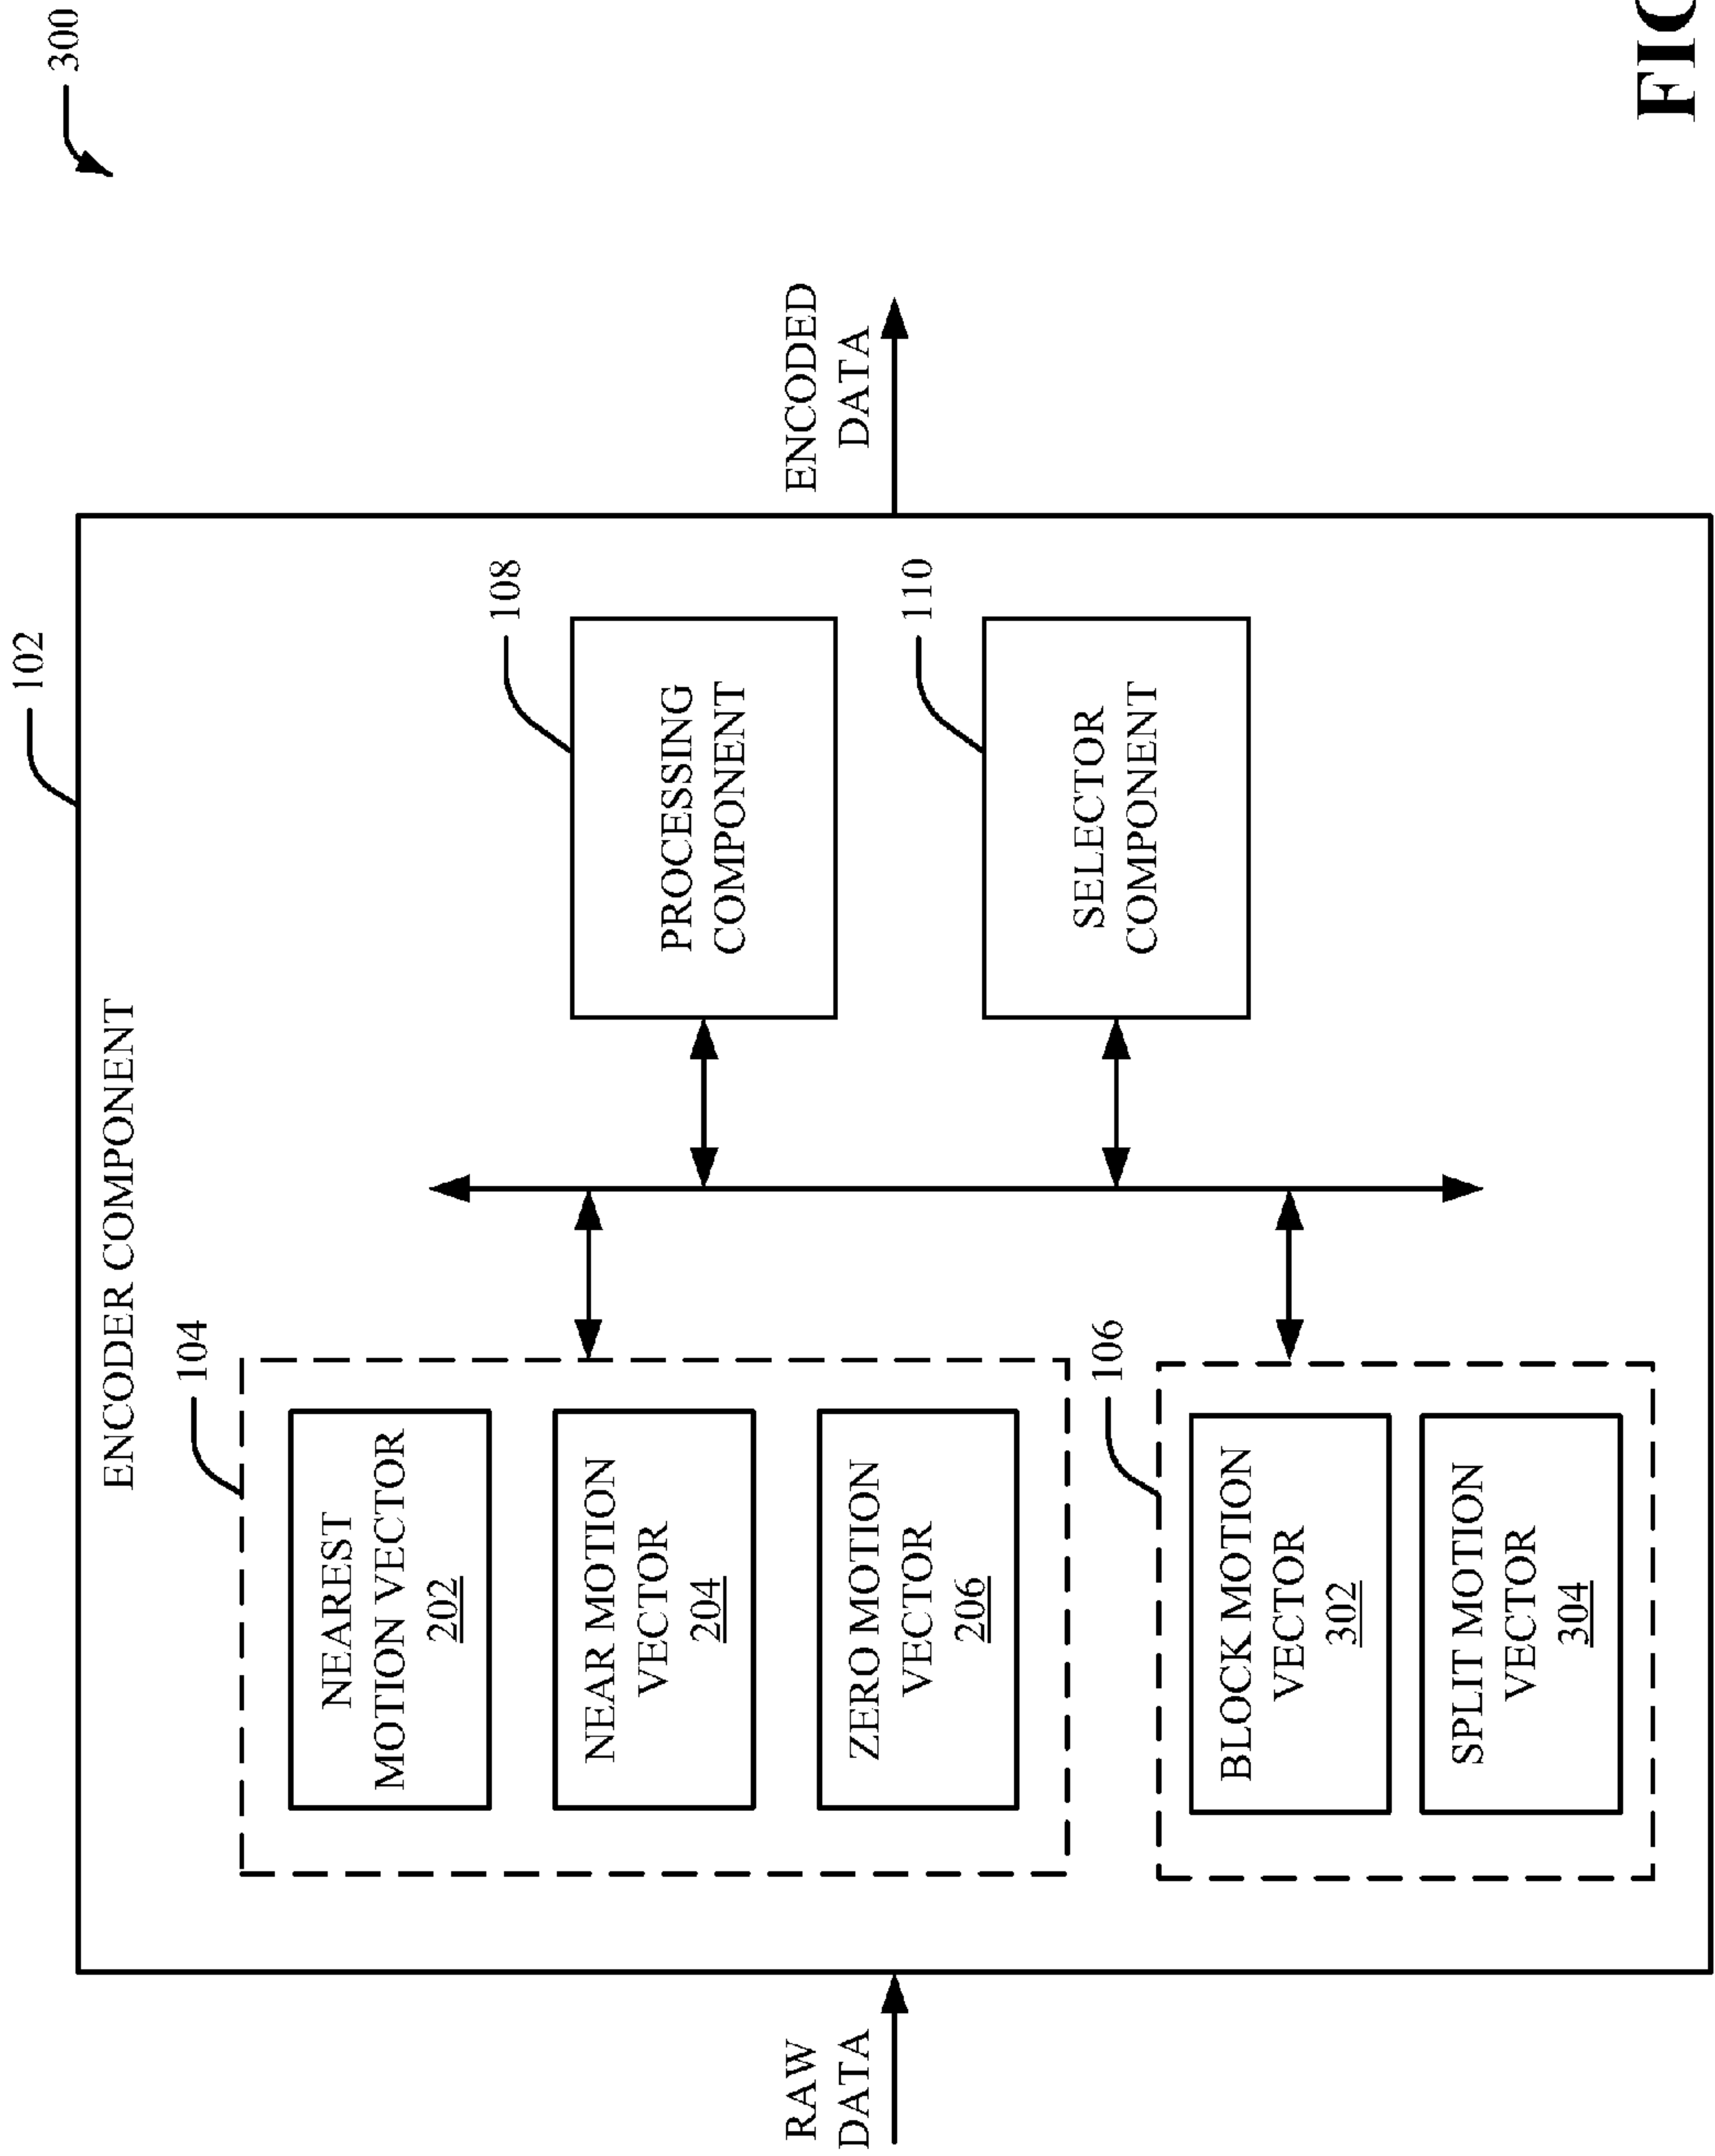 300
102
ENCODER COMPONENT
104
NEAREST
MOTION VECTOR
202
NEAR MOTION
VECTOR
204
ZERO MOTION
VECTOR
206
106
BLOCK MOTION
VECTOR
302
SPLIT MOTION
VECTOR
304
108
PROCESSING
COMPONENT
110
SELECTOR
COMPONENT
RAW
DATA
ENCODED
DATA